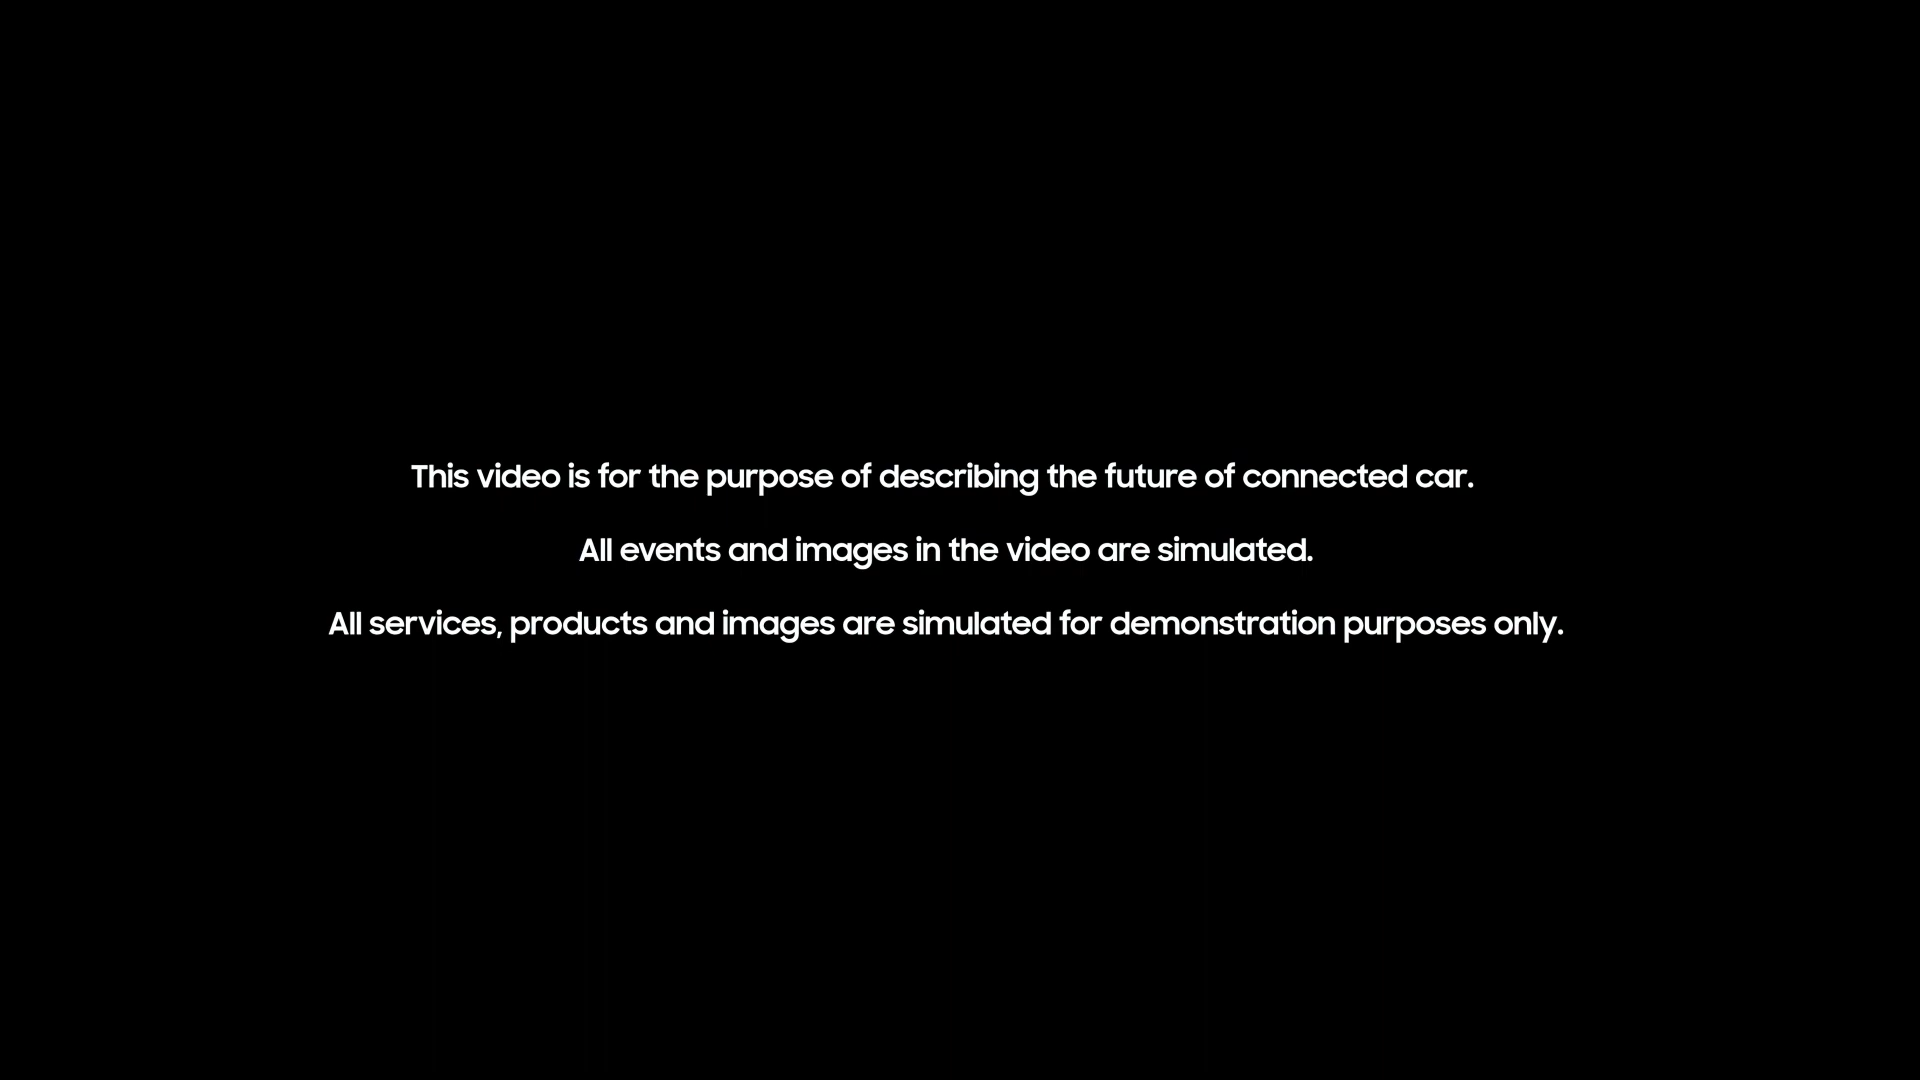 This video is for the purpose of describing the future of connected car.
All events and images in the video are simulated.
All services, products and images are simulated for demonstration purposes only.